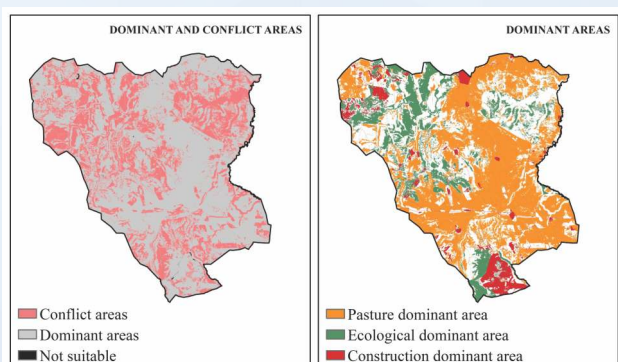 DOMINANT AND CONFLICT AREAS
Conflict areas
Dominant areas
Not suitable
DOMINANT AREAS
Pasture dominant area
Ecological dominant area
Construction dominant area